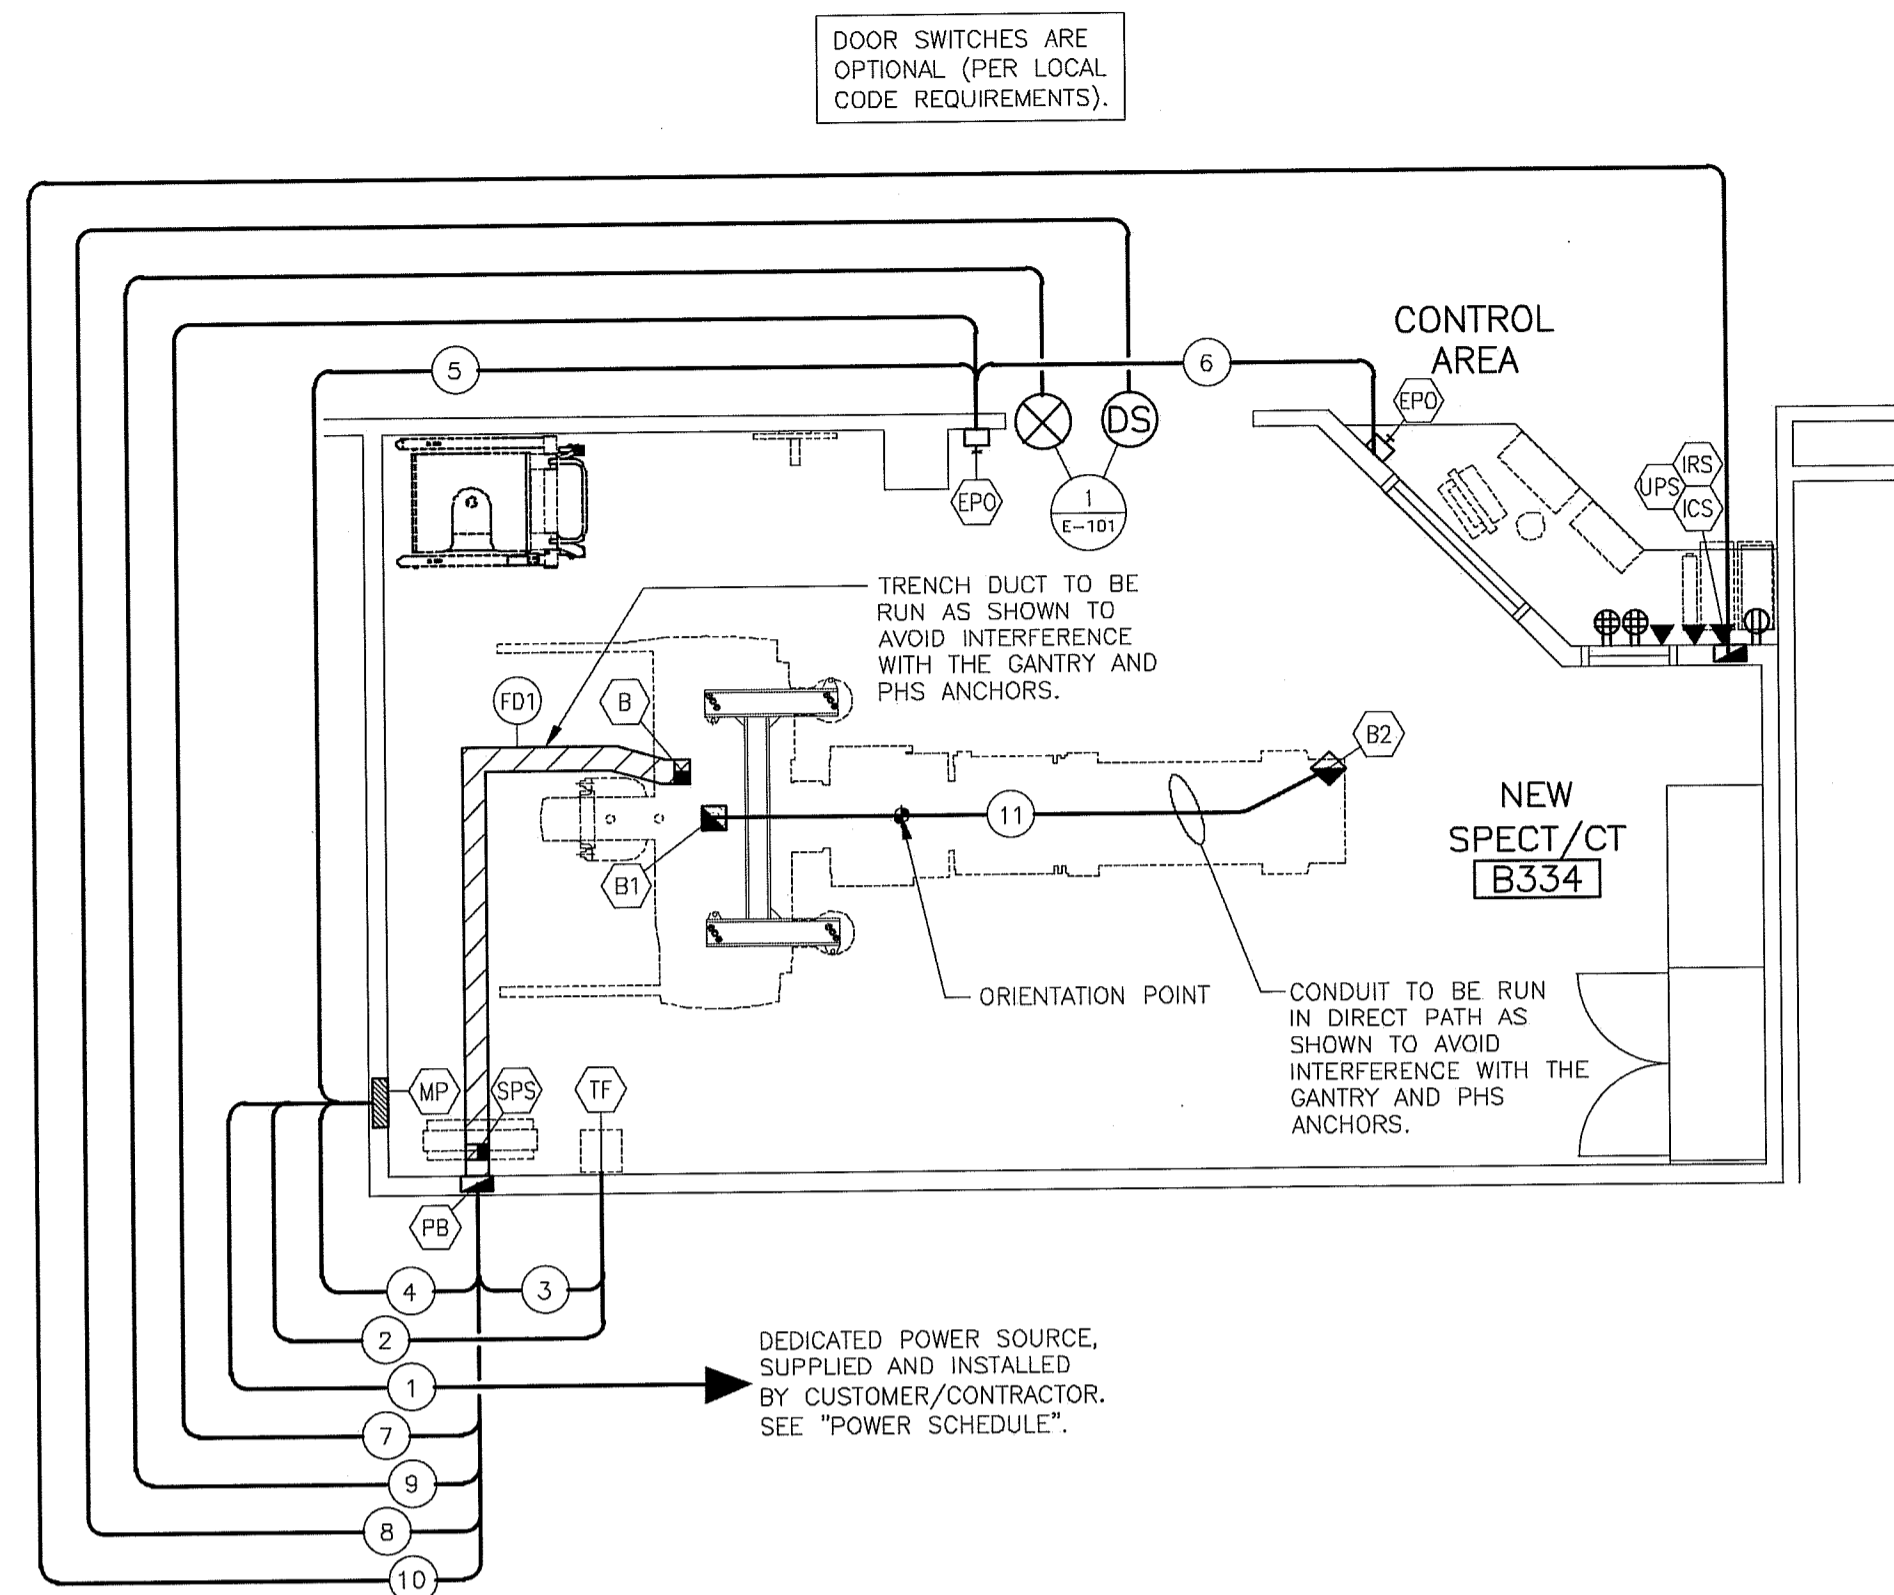 DOOR SWITCHES ARE
OPTIONAL (PER LOCAL
CODE REQUIREMENTS).
CONTROL
AREA
5
6
EPO
DS
IRS
UPS
ICS
EPO
1
E-101
TRENCH DUCT TO BE
RUN AS SHOWN TO
AVOID INTERFERENCE
WITH THE GANTRY AND
PHS ANCHORS.
FD1
B
B2
11
NEW
SPECT/CT
B334
B1
ORIENTATION POINT
CONDUIT TO BE RUN
IN DIRECT PATH AS
SHOWN TO AVOID
INTERFERENCE WITH THE
GANTRY AND PHS
ANCHORS.
MP
SPS
TF
PB
4
3
2
DEDICATED POWER SOURCE,
SUPPLIED AND INSTALLED
BY CUSTOMER/CONTRACTOR.
SEE "POWER SCHEDULE".
1
7
9
8
10